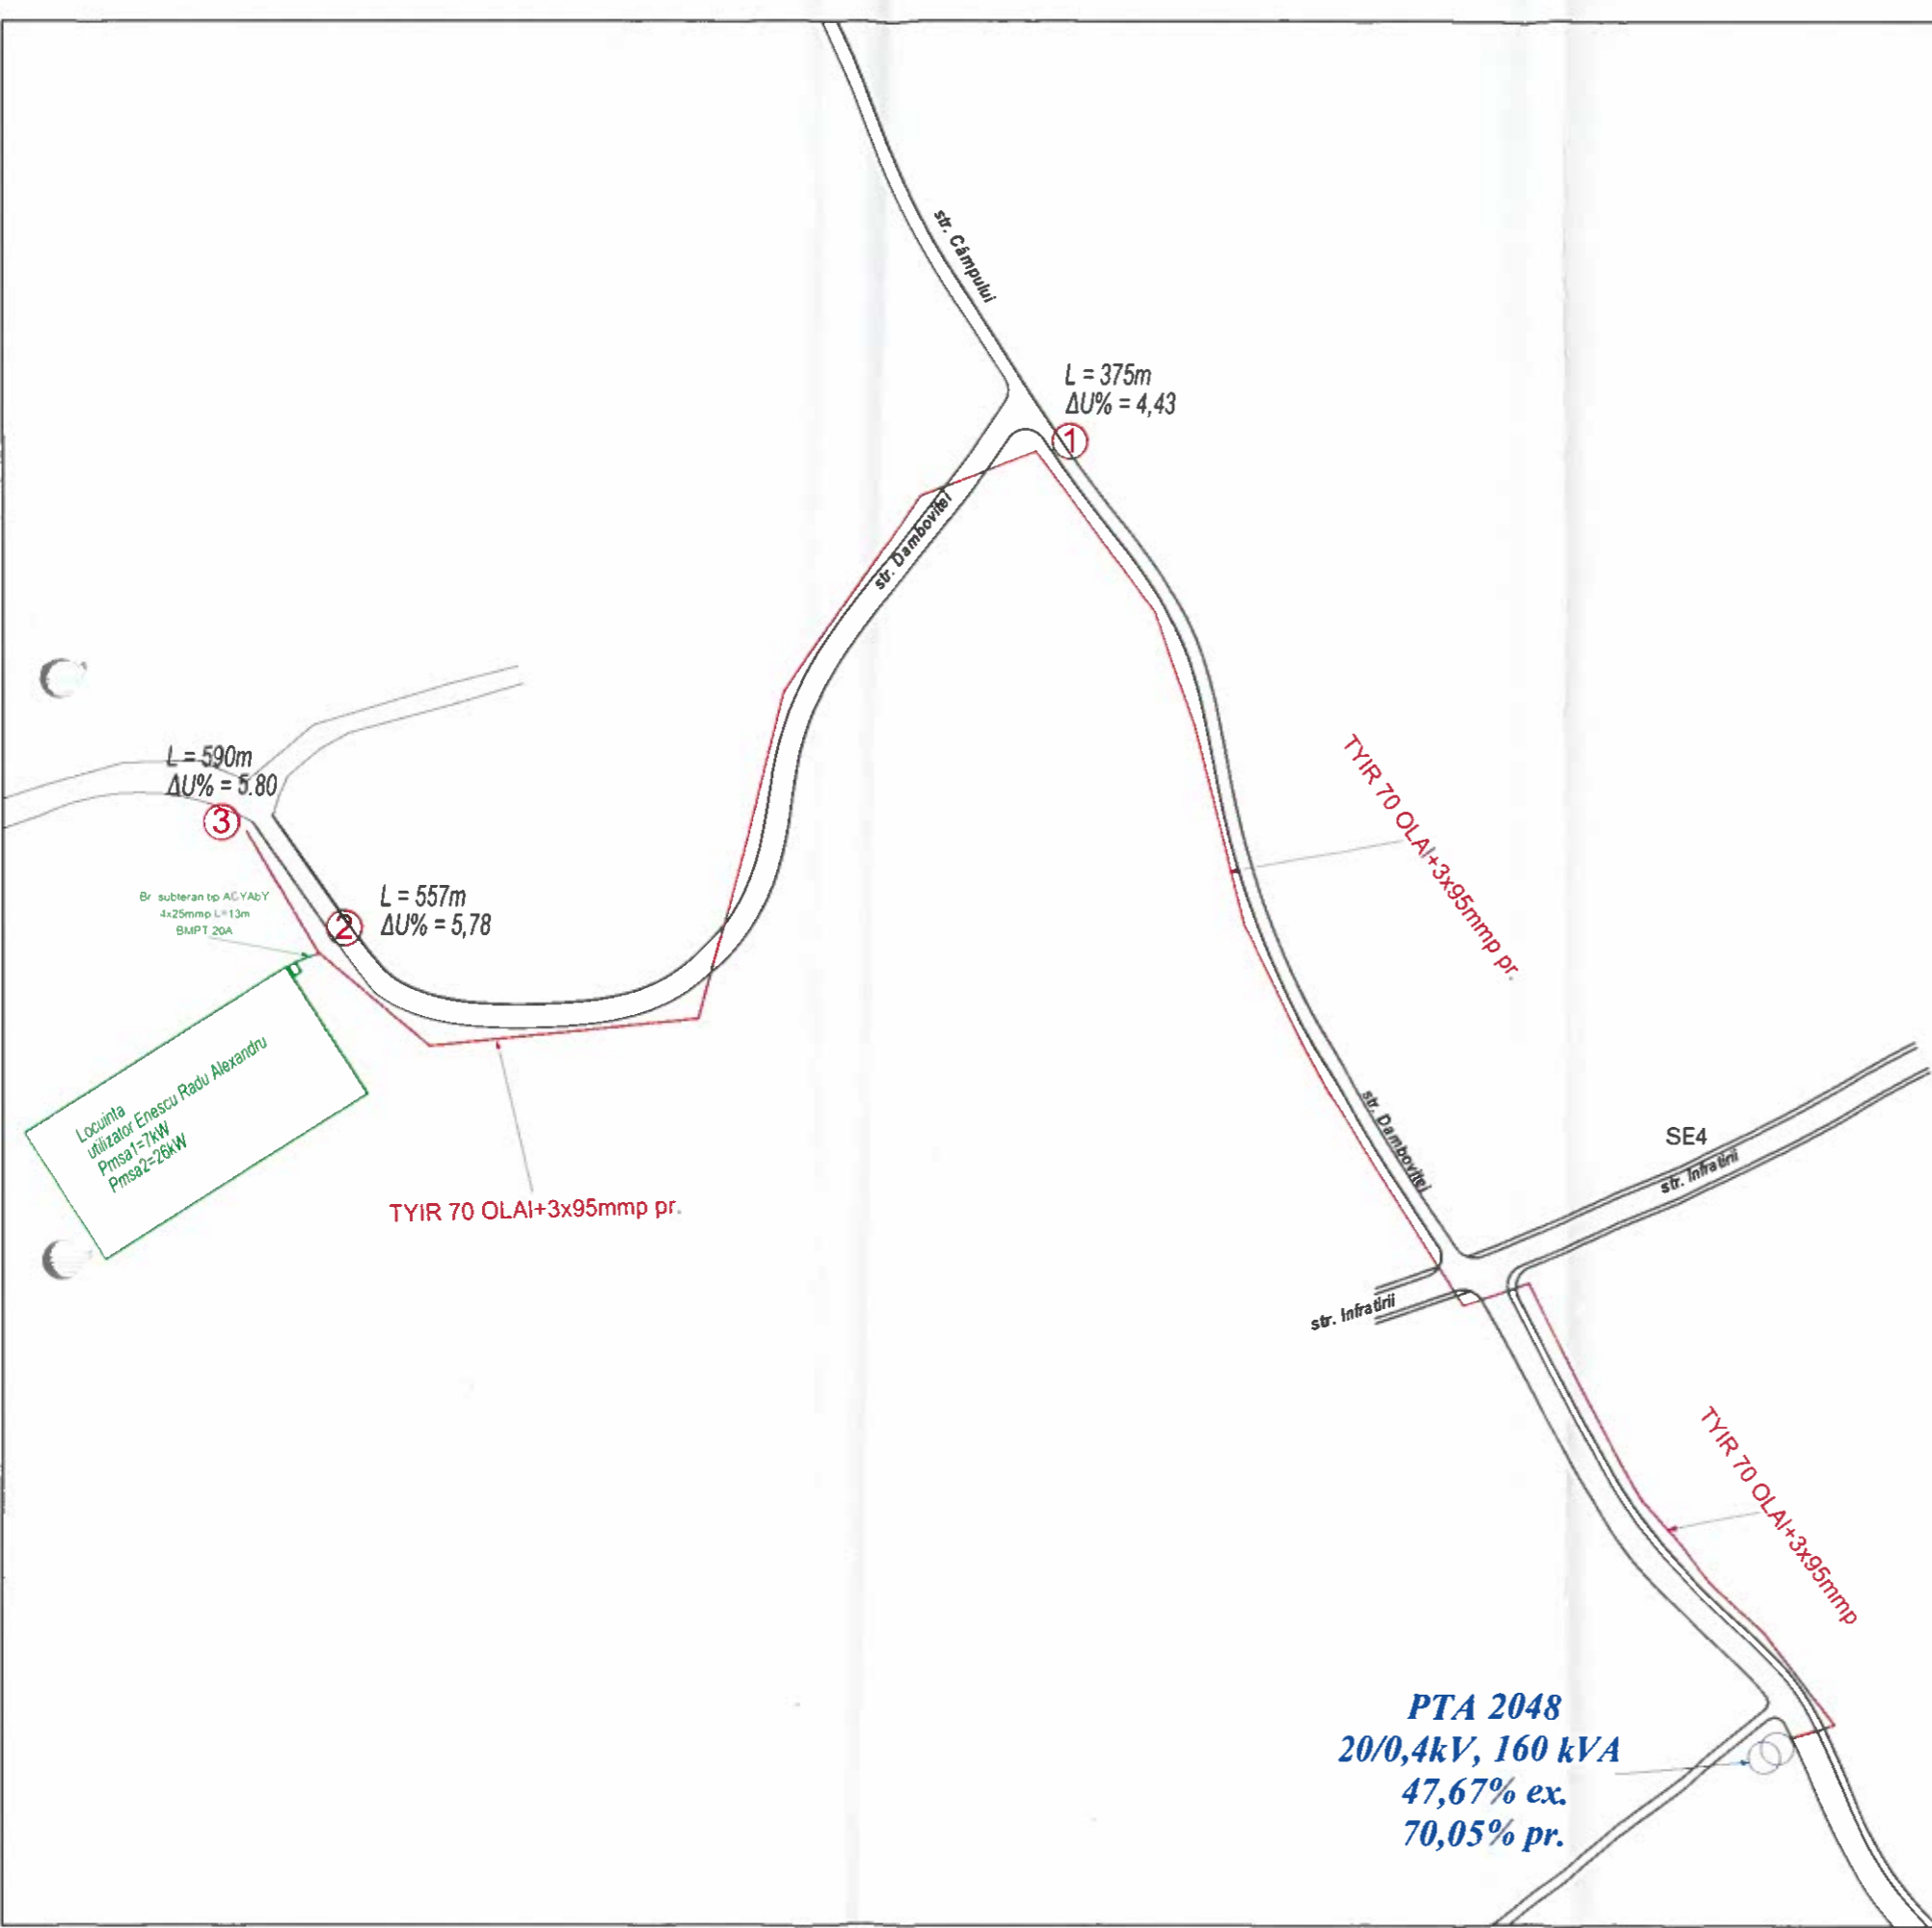 str. Câmpului
L = 375m
ΔU% = 4,43
1
str. Dambovitei
TYIR 70 OLAI+3x95mmp pr.
L = 590m
ΔU% = 5.80
3
Br. subteran tip ACYAbY
4x25mmp L=13m
BMPT 20A
L = 557m
ΔU% = 5,78
2
Locuinta
utilizator Enescu Radu Alexandru
Pmsa1=7kW
Pmsa2=26kW
TYIR 70 OLAI+3x95mmp pr.
str. Dambovitei
SE4
str. Infratirii
str. Infratirii
TYIR 70 OLAI+3x95mmp
PTA 2048
20/0,4kV, 160 kVA
47,67% ex.
70,05% pr.